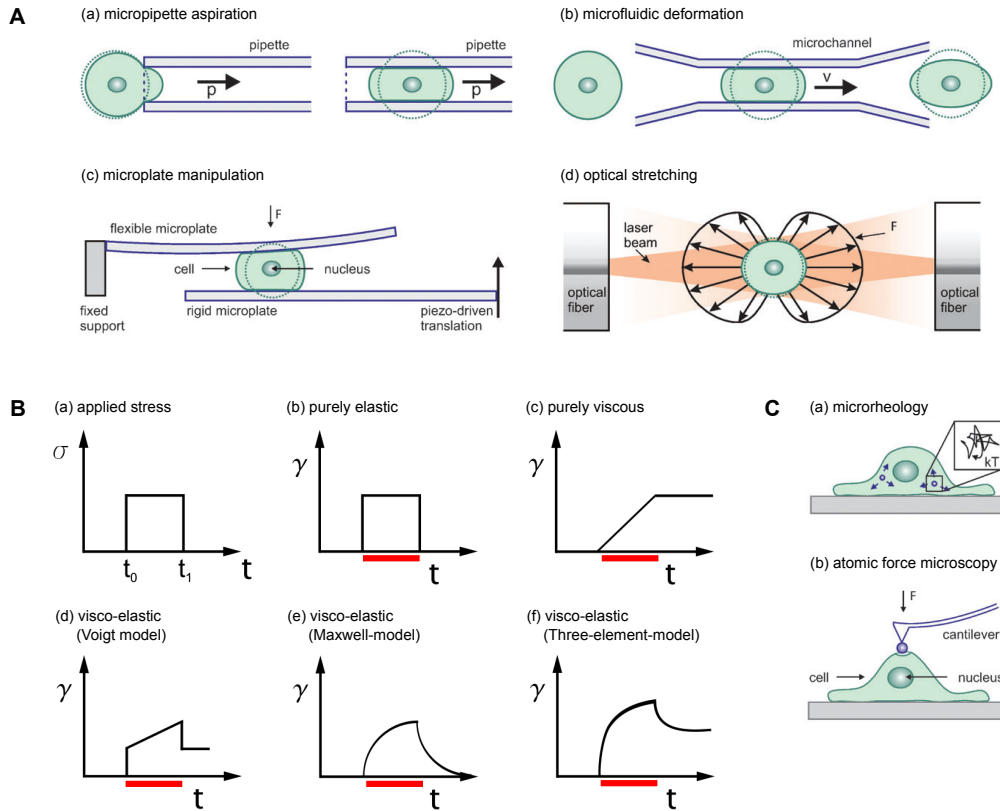 A
(a) micropipette aspiration
pipette
p
pipette
p
(b) microfluidic deformation
microchannel
v
(c) microplate manipulation
F
flexible microplate
cell
nucleus
fixed
support
rigid microplate
piezo-driven
translation
(d) optical stretching
laser
beam
F
optical
fiber
optical
fiber
B
(a) applied stress
σ
t0
t1
t
(b) purely elastic
γ
t
(c) purely viscous
γ
t
(d) visco-elastic
(Voigt model)
γ
t
(e) visco-elastic
(Maxwell-model)
γ
t
(f) visco-elastic
(Three-element-model)
γ
t
C
(a) microrheology
kT
(b) atomic force microscopy
F
cantilever
cell
nucleus